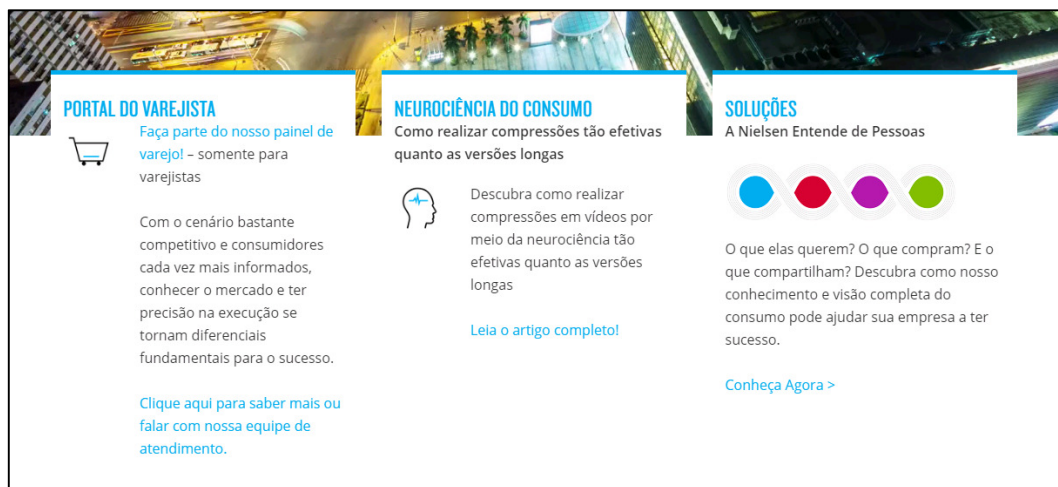 PORTAL DO VAREJISTA
Faça parte do nosso painel de
varejo! – somente para
varejistas
Com o cenário bastante
competitivo e consumidores
cada vez mais informados,
conhecer o mercado e ter
precisão na execução se
tornam diferenciais
fundamentais para o sucesso.
Clique aqui para saber mais ou
falar com nossa equipe de
atendimento.
NEUROCIÊNCIA DO CONSUMO
Como realizar compressões tão efetivas
quanto as versões longas
Descubra como realizar
compressões em vídeos por
meio da neurociência tão
efetivas quanto as versões
longas
Leia o artigo completo!
SOLUÇÕES
A Nielsen Entende de Pessoas
O que elas querem? O que compram? E o
que compartilham? Descubra como nosso
conhecimento e visão completa do
consumo pode ajudar sua empresa a ter
sucesso.
Conheça Agora >